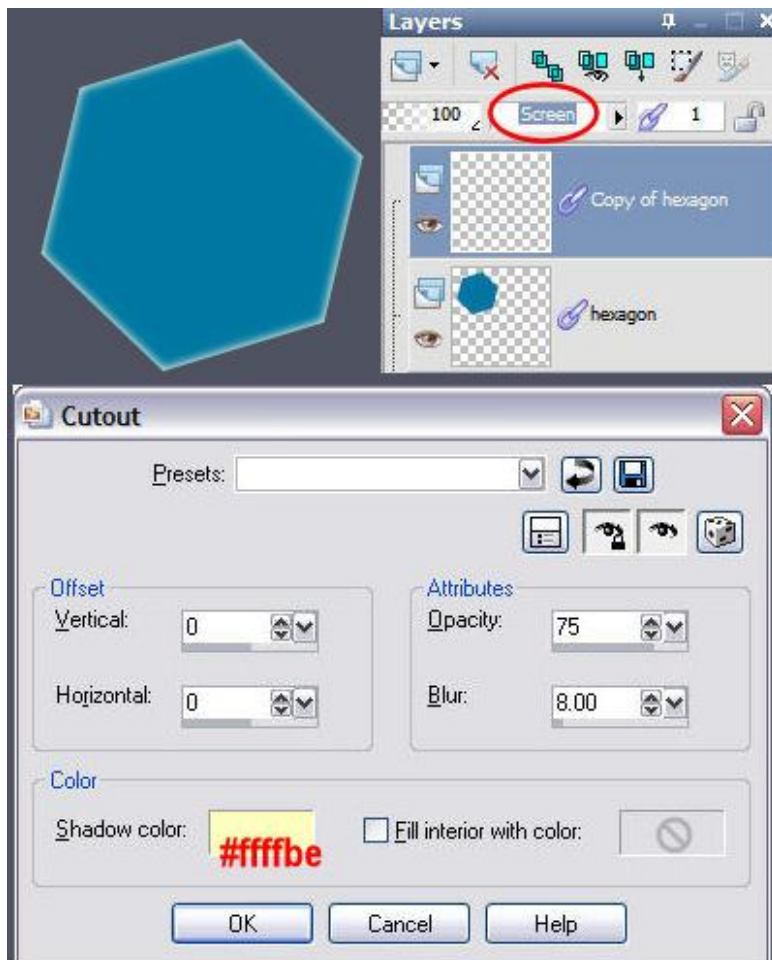 Layers
100 Screen 1
Copy of hexagon
hexagon
Cutout
Presets:
Offset
Vertical: 0
Horizontal: 0
Attributes
Opacity: 75
Blur: 8.00
Color
Shadow color: #ffffbe Fill interior with color:
OK Cancel Help